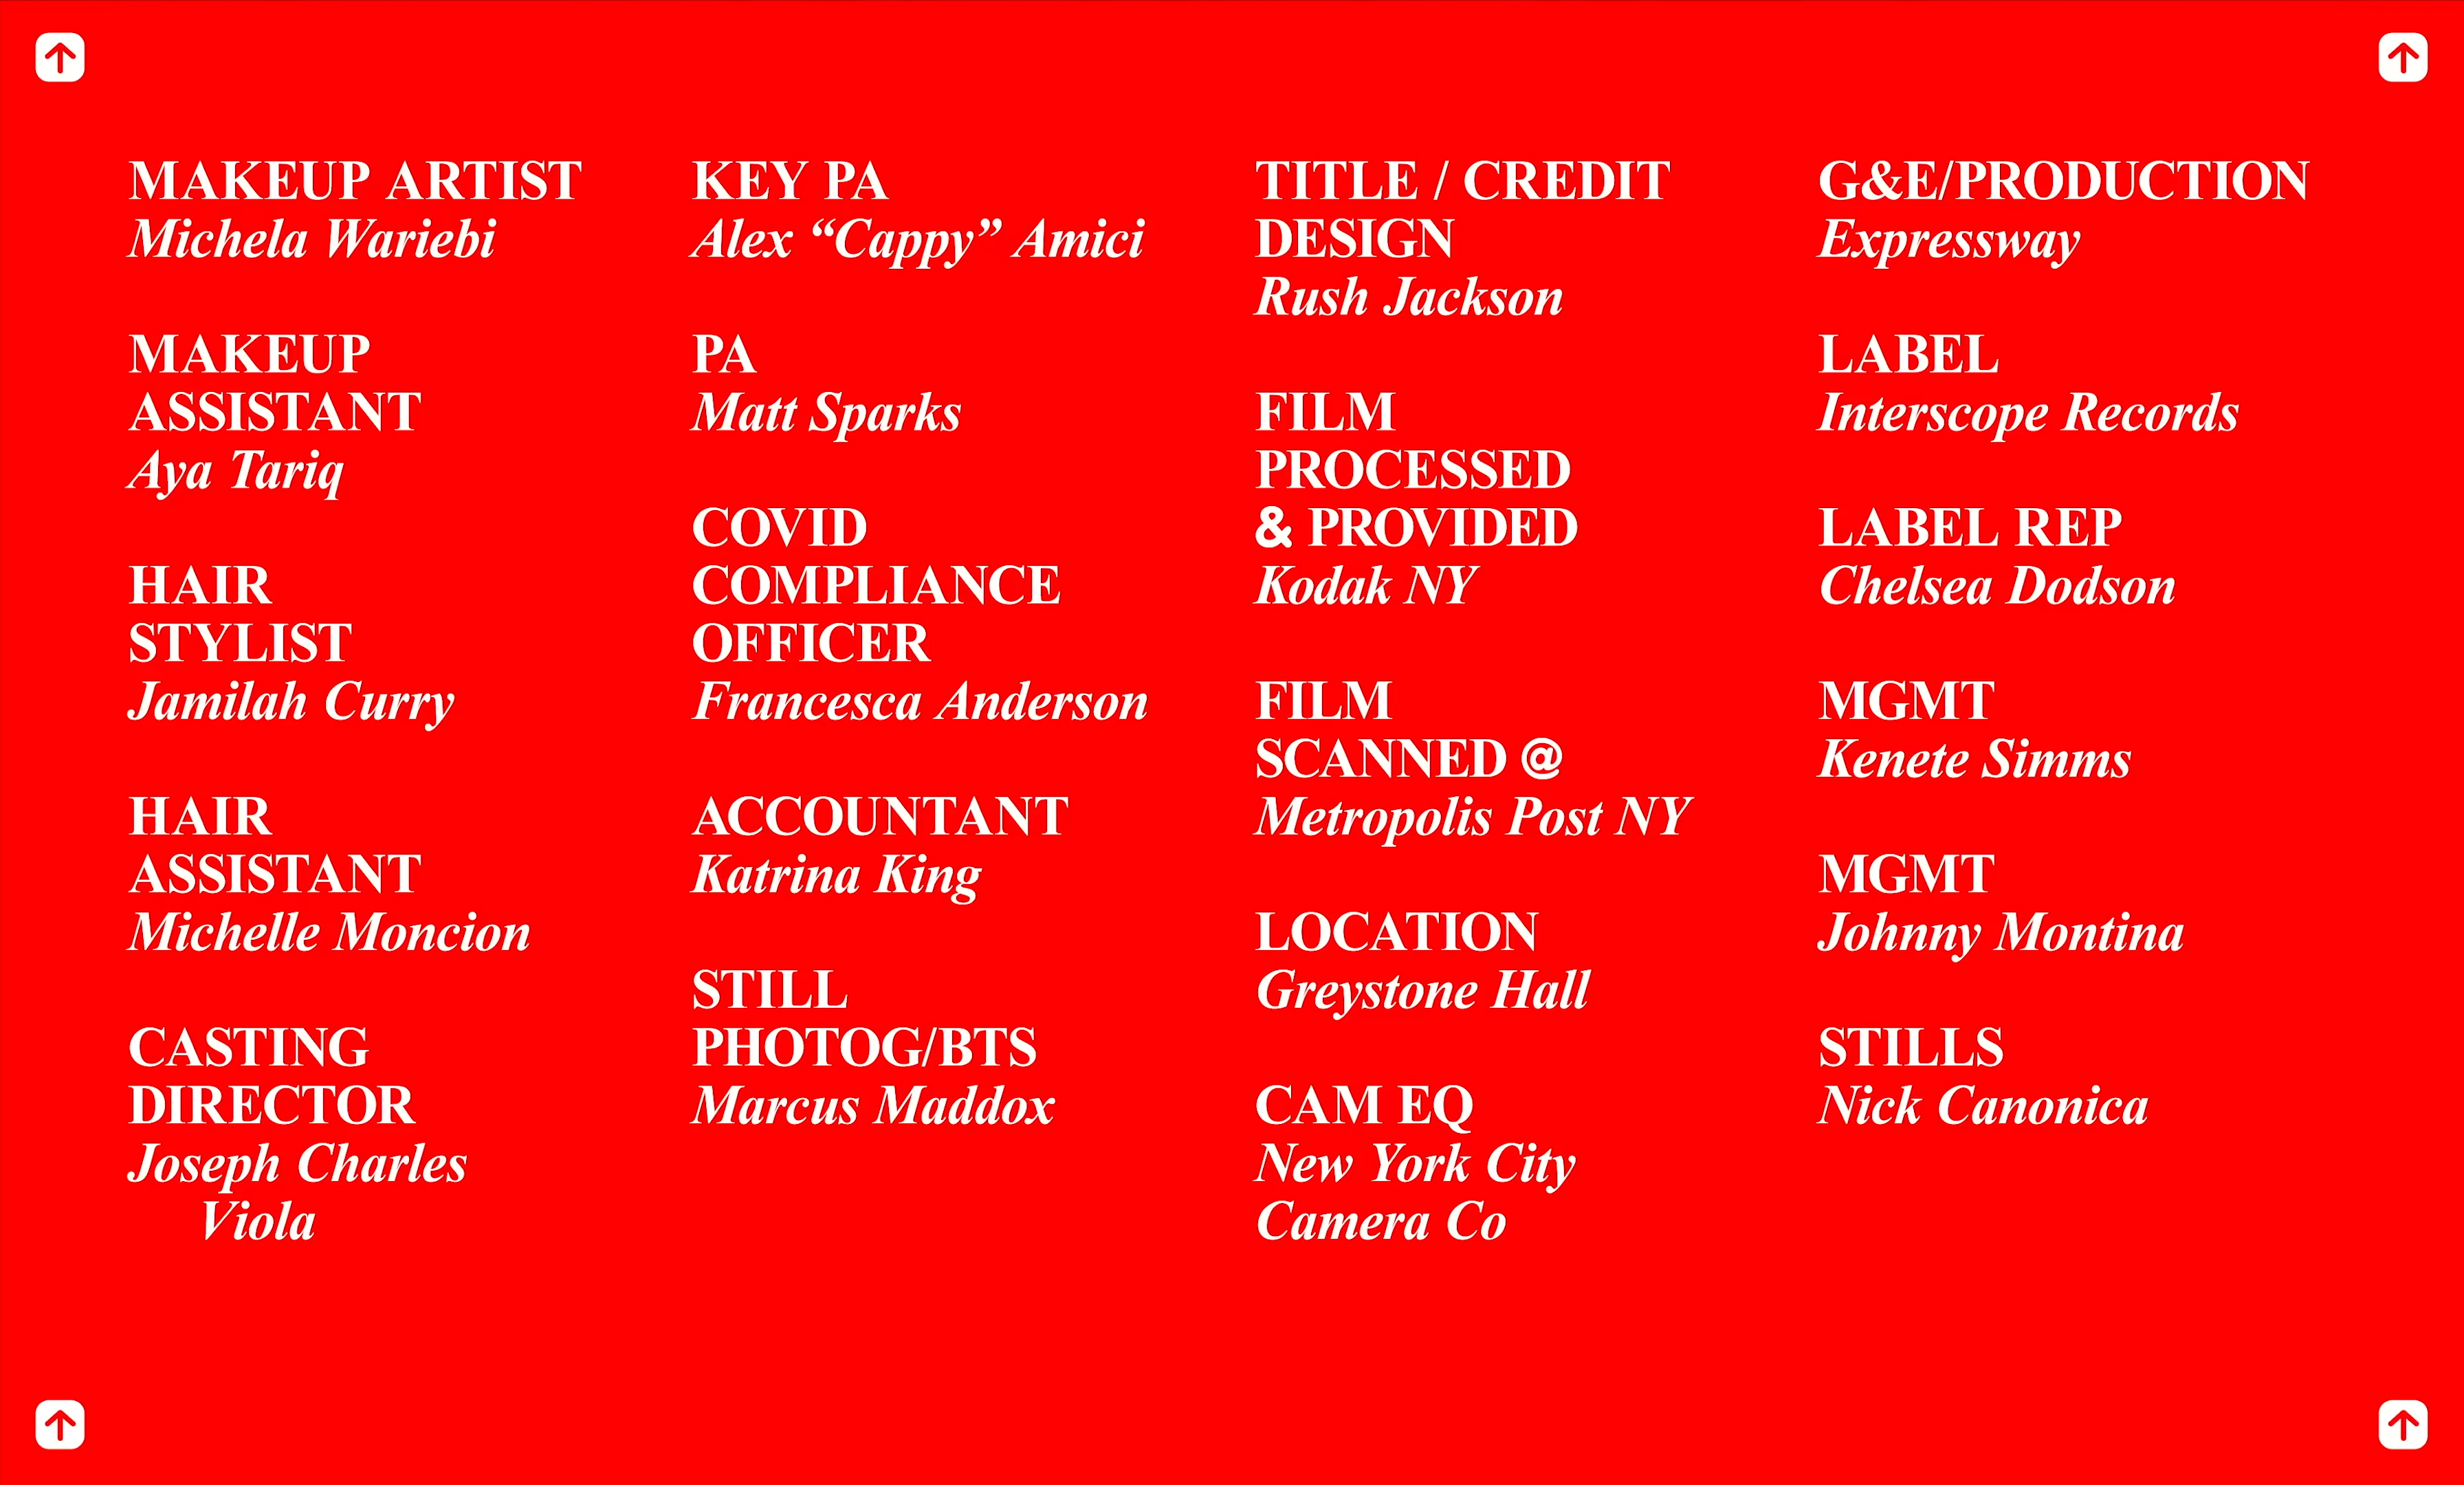 MAKEUP ARTIST
Michela Wariebi
MAKEUP
ASSISTANT
Aya Tariq
HAIR
STYLIST
Jamilah Curry
HAIR
ASSISTANT
Michelle Moncion
CASTING
DIRECTOR
Joseph Charles
Viola
KEY PA
Alex “Cappy” Amici
PA
Matt Sparks
COVID
COMPLIANCE
OFFICER
Francesca Anderson
ACCOUNTANT
Katrina King
STILL
PHOTOG/BTS
Marcus Maddox
TITLE / CREDIT
DESIGN
Rush Jackson
FILM
PROCESSED
& PROVIDED
Kodak NY
FILM
SCANNED @
Metropolis Post NY
LOCATION
Greystone Hall
CAM EQ
New York City
Camera Co
G&E/PRODUCTION
Expressway
LABEL
Interscope Records
LABEL REP
Chelsea Dodson
MGMT
Kenete Simms
MGMT
Johnny Montina
STILLS
Nick Canonica